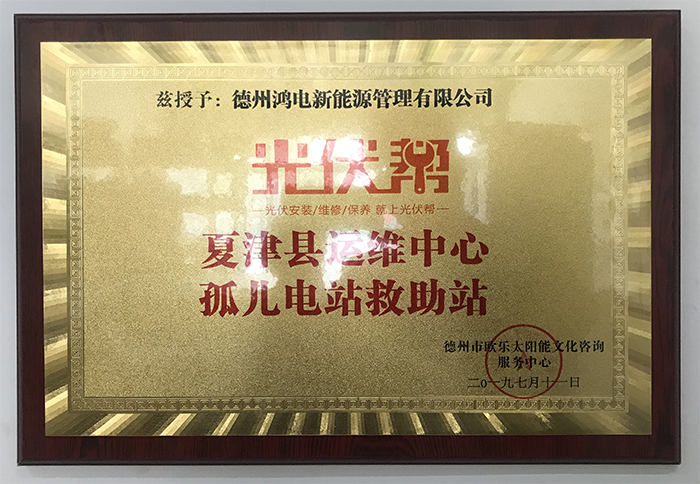 兹授予：德州鸿电新能源管理有限公司
光伏帮
光伏安装/维修/保养 就上光伏帮
夏津县运维中心
孤儿电站救助站
德州市欧乐太阳能文化咨询
服务中心
二o一九七月十一日